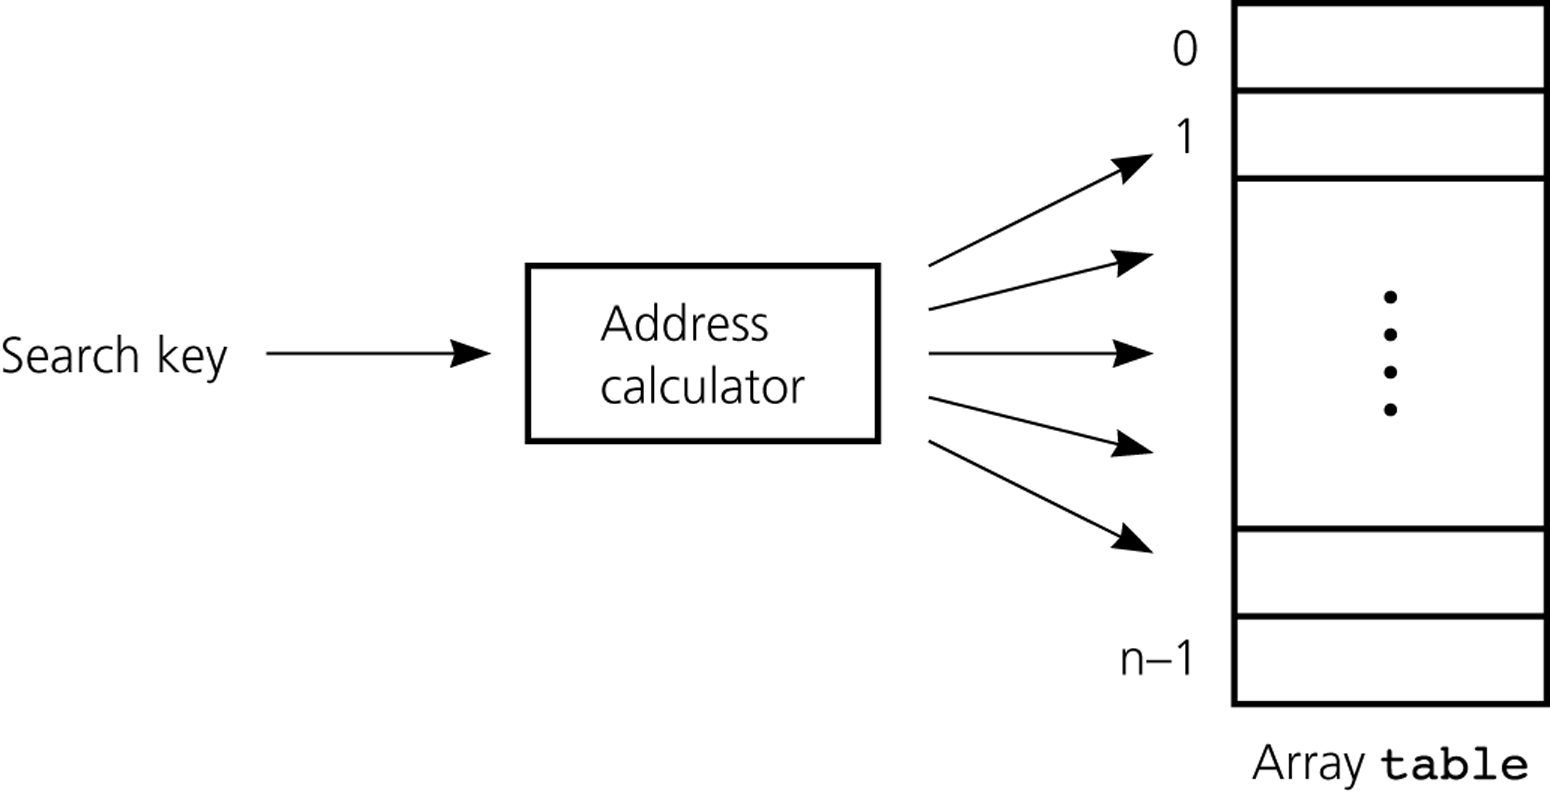 0
1
Search key
Address
calculator
n–1
Array table